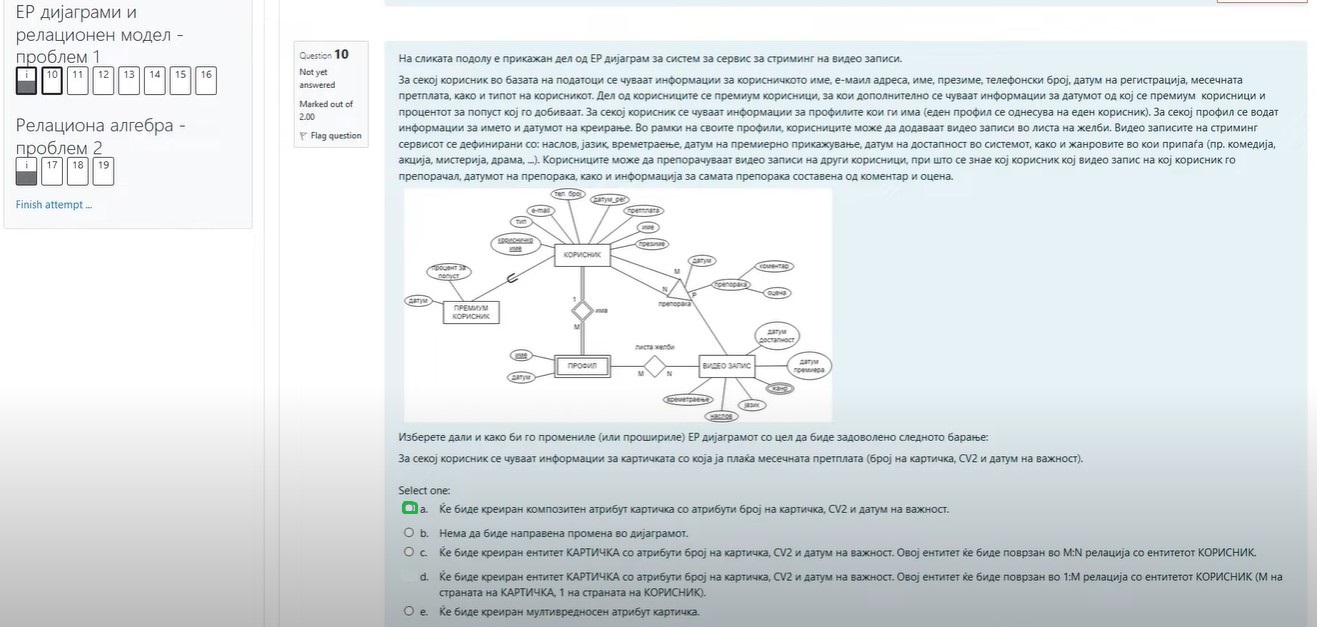 ЕР дијаграми и
релационен модел -
проблем 1
i 10 11 12 13 14 15 16
Релациона алгебра -
проблем 2
i 17 18 19
Finish attempt ...
Question 10
Not yet
answered
Marked out of
2.00
Flag question
На сликата подолу е прикажан дел од ЕР дијаграм за систем за сервис за стриминг на видео записи.
За секој корисник во базата на податоци се чуваат информации за корисничкото име, е-маил адреса, име, презиме, телефонски број, датум на регистрација, месечната
претплата, како и типот на корисникот. Дел од корисниците се премиум корисници, за кои дополнително се чуваат информации за датумот од кој се премиум корисници и
процентот за попуст кој го добиваат. За секој корисник се чуваат информации за профилите кои ги има (еден профил се однесува на еден корисник). За секој профил се водат
информации за името и датумот на креирање. Во рамки на своите профили, корисниците може да додаваат видео записи во листа на желби. Видео записите на стриминг
сервисот се дефинирани со: наслов, јазик, времетраење, датум на премиерно прикажување, датум на достапност во системот, како и жанровите во кои припаѓа (пр. комедија,
акција, мистерија, драма, ...). Корисниците може да препорачуваат видео записи на други корисници, при што се знае кој корисник кој видео запис на кој корисник го
препорачал, датумот на препорака, како и информација за самата препорака составена од коментар и оцена.
тел. број
датум_рег
e-mail
претплата
тип
име
корисничко
име
презиме
КОРИСНИК
датум
процент за
попуст
M
коментар
препорака
N
P
оцена
датум
препорака
ПРЕМИУМ
КОРИСНИК
1
има
M
датум
достапност
листа желби
име
ПРОФИЛ
ВИДЕО ЗАПИС
датум
премиера
M
N
датум
жанр
времетраење
јазик
наслов
Изберете дали и како би го промениле (или прошириле) ЕР дијаграмот со цел да биде задоволено следното барање:
За секој корисник се чуваат информации за картичката со која ја плаќа месечната претплата (број на картичка, CV2 и датум на важност).
Select one:
a. Ќе биде креиран композитен атрибут картичка со атрибути број на картичка, CV2 и датум на важност.
b. Нема да биде направена промена во дијаграмот.
c. Ќе биде креиран ентитет КАРТИЧКА со атрибути број на картичка, CV2 и датум на важност. Овој ентитет ќе биде поврзан во M:N релација со ентитетот КОРИСНИК.
d. Ќе биде креиран ентитет КАРТИЧКА со атрибути број на картичка, CV2 и датум на важност. Овој ентитет ќе биде поврзан во 1:M релација со ентитетот КОРИСНИК (M на
страната на КАРТИЧКА, 1 на страната на КОРИСНИК).
e. Ќе биде креиран мултивредносен атрибут картичка.